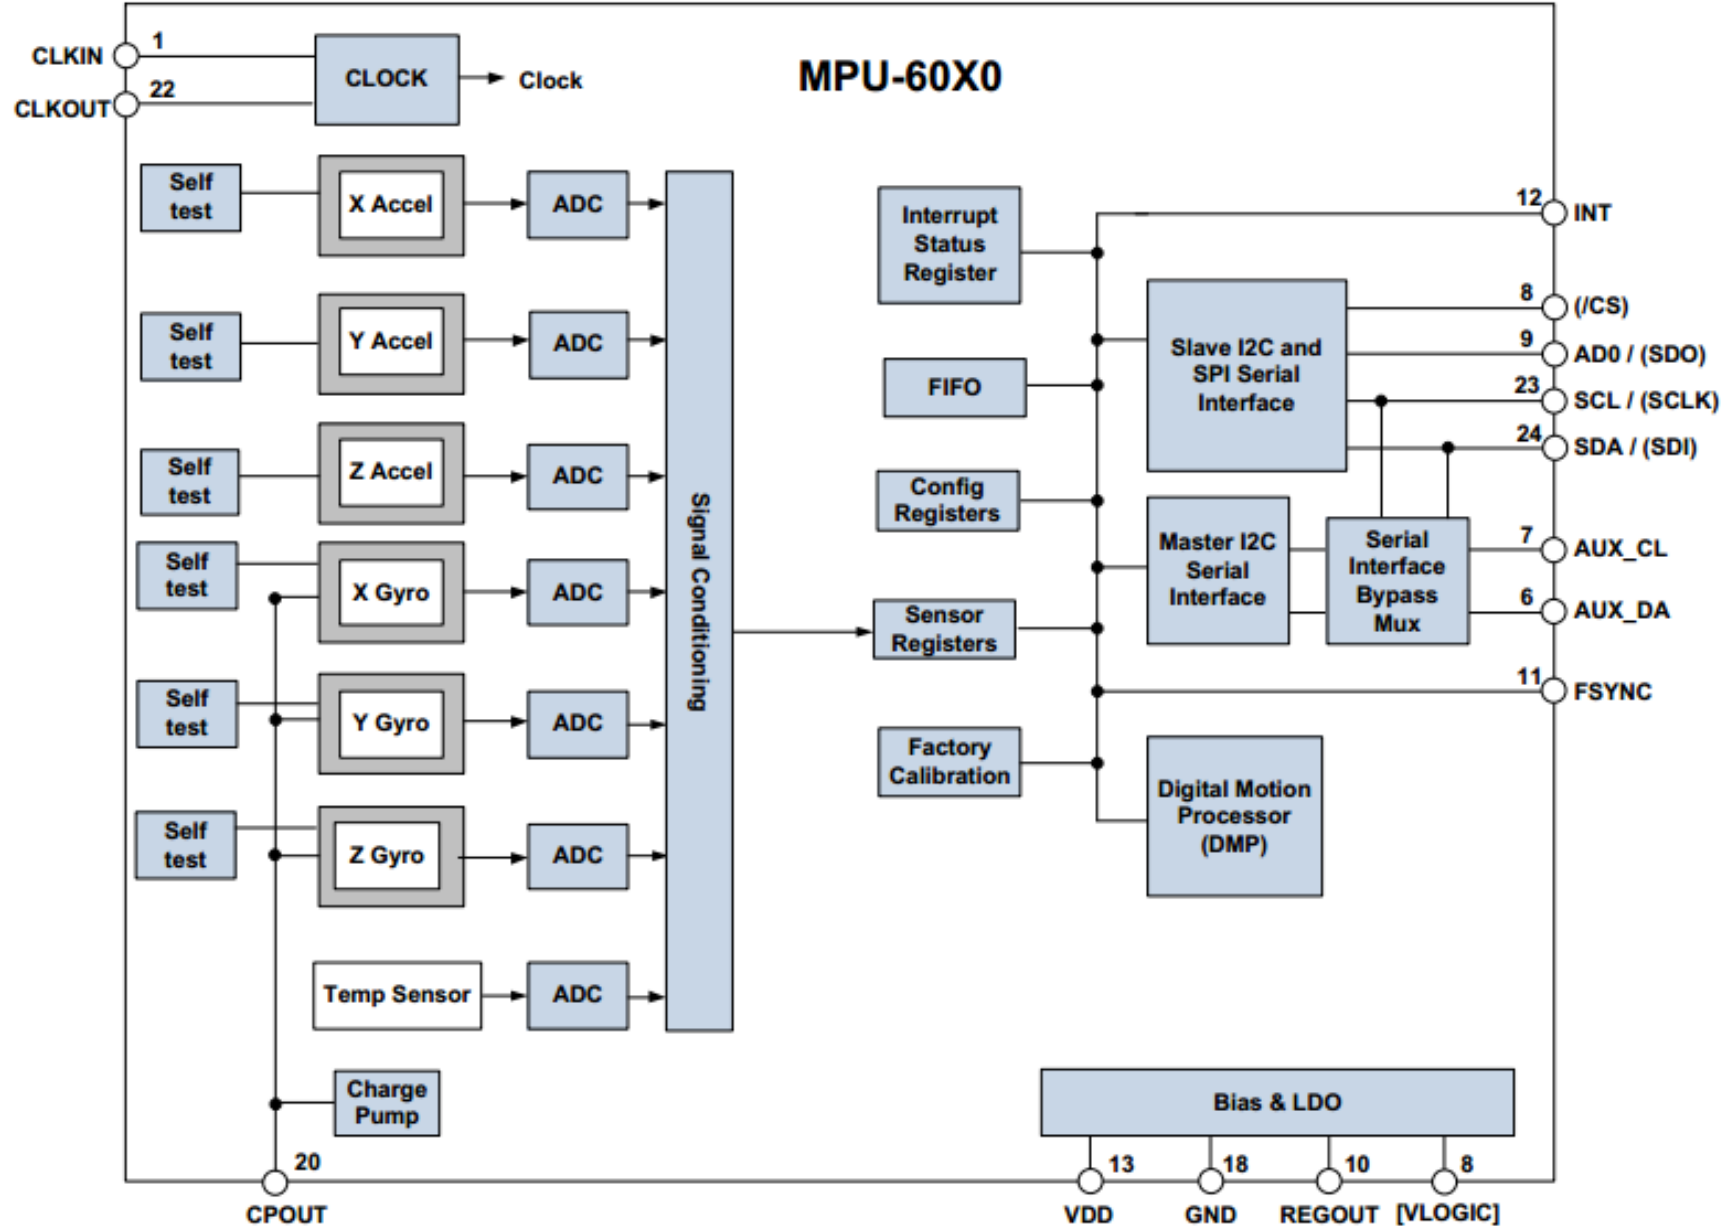 MPU-60X0
CLKIN
1
CLKOUT
22
CLOCK
Clock
Self
test
X Accel
ADC
Self
test
Y Accel
ADC
Self
test
Z Accel
ADC
Self
test
X Gyro
ADC
Self
test
Y Gyro
ADC
Self
test
Z Gyro
ADC
Temp Sensor
ADC
Charge
Pump
20
CPOUT
Signal Conditioning
Interrupt
Status
Register
FIFO
Config
Registers
Sensor
Registers
Factory
Calibration
Slave I2C and
SPI Serial
Interface
Master I2C
Serial
Interface
Serial
Interface
Bypass
Mux
Digital Motion
Processor
(DMP)
12
INT
8
(/CS)
9
AD0 / (SDO)
23
SCL / (SCLK)
24
SDA / (SDI)
7
AUX_CL
6
AUX_DA
11
FSYNC
Bias & LDO
13
VDD
18
GND
10
REGOUT
8
[VLOGIC]